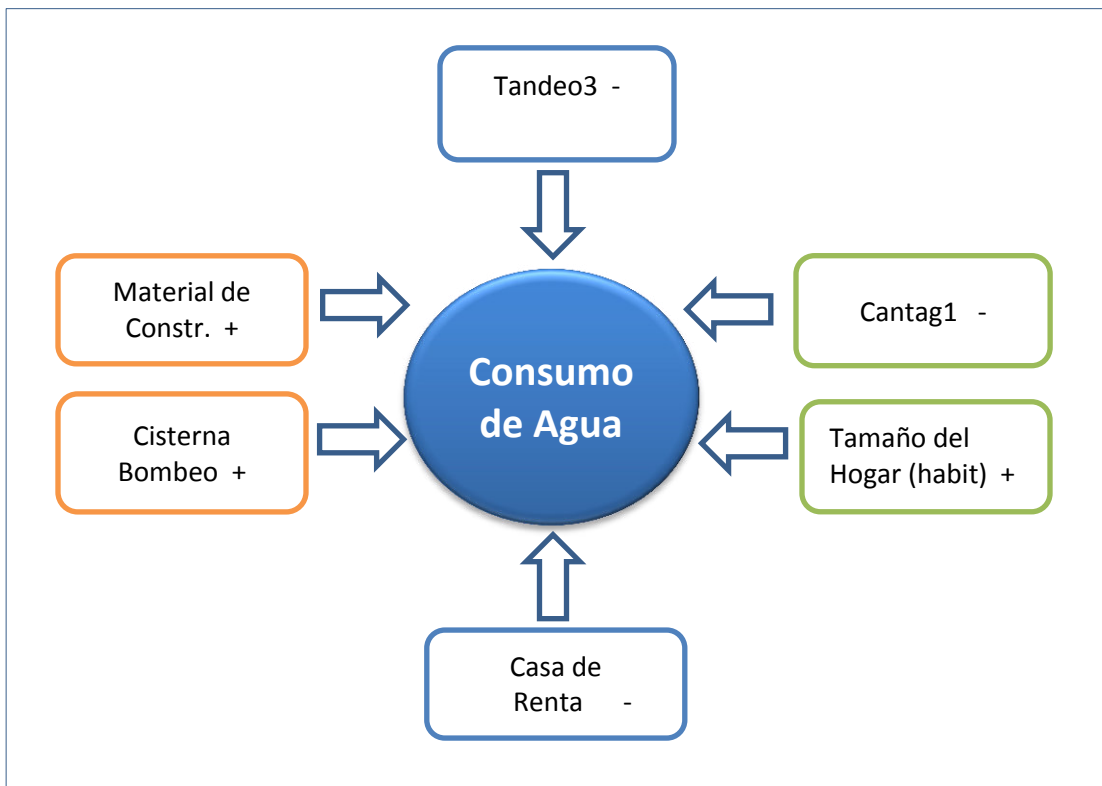 Tandeo3 -
Material de
Constr. +
Cantag1 -
Consumo
de Agua
Cisterna
Bombeo +
Tamaño del
Hogar (habit) +
Casa de
Renta -